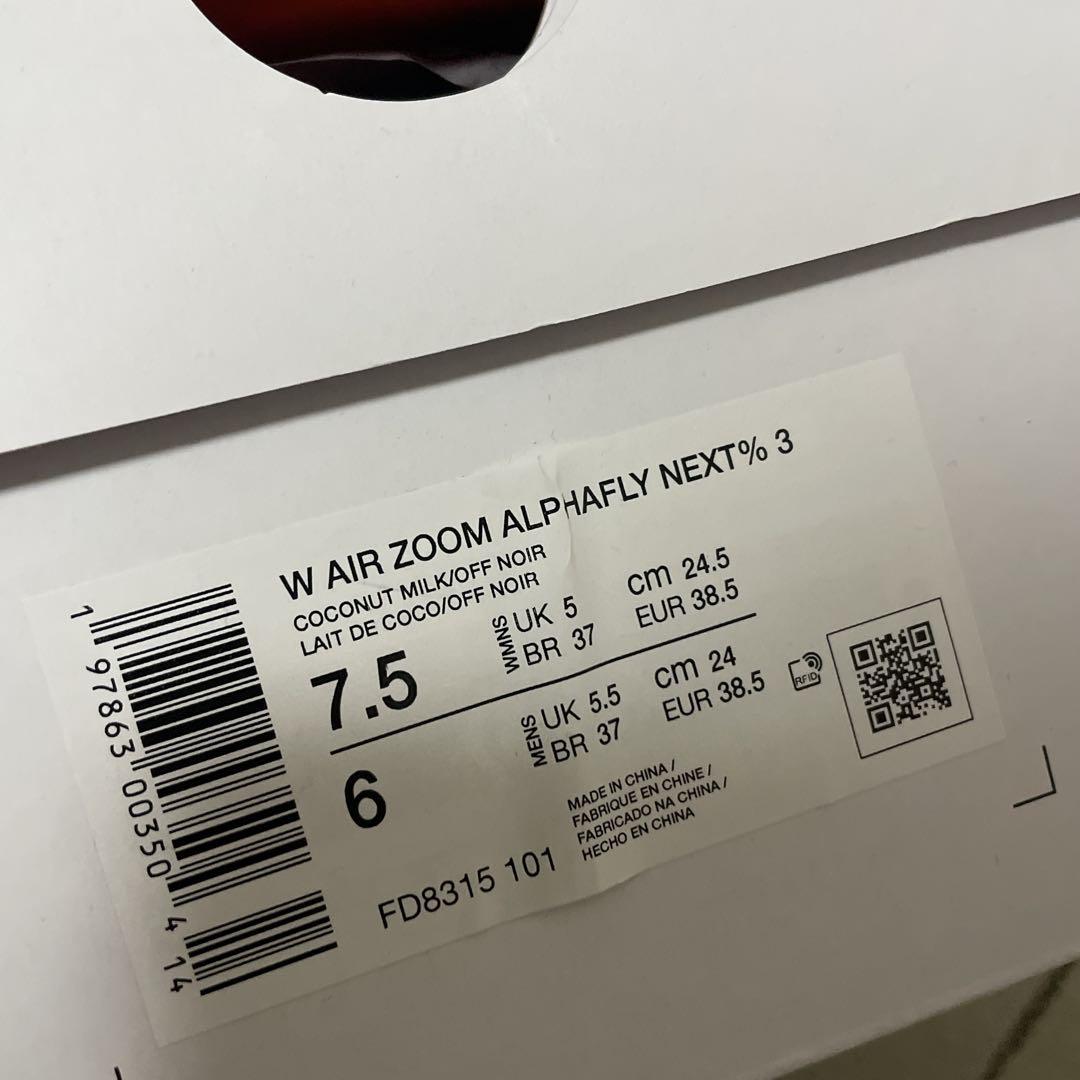 W AIR ZOOM ALPHAFLY NEXT% 3
COCONUT MILK/OFF NOIR
LAIT DE COCO/OFF NOIR
7.5
WMNS
UK 5
BR 37
cm 24.5
EUR 38.5
6
MENS
UK 5.5
BR 37
cm 24
EUR 38.5
RFID
FD8315 101
MADE IN CHINA /
FABRIQUE EN CHINE /
FABRICADO NA CHINA /
HECHO EN CHINA
1 97863 00350 4 14